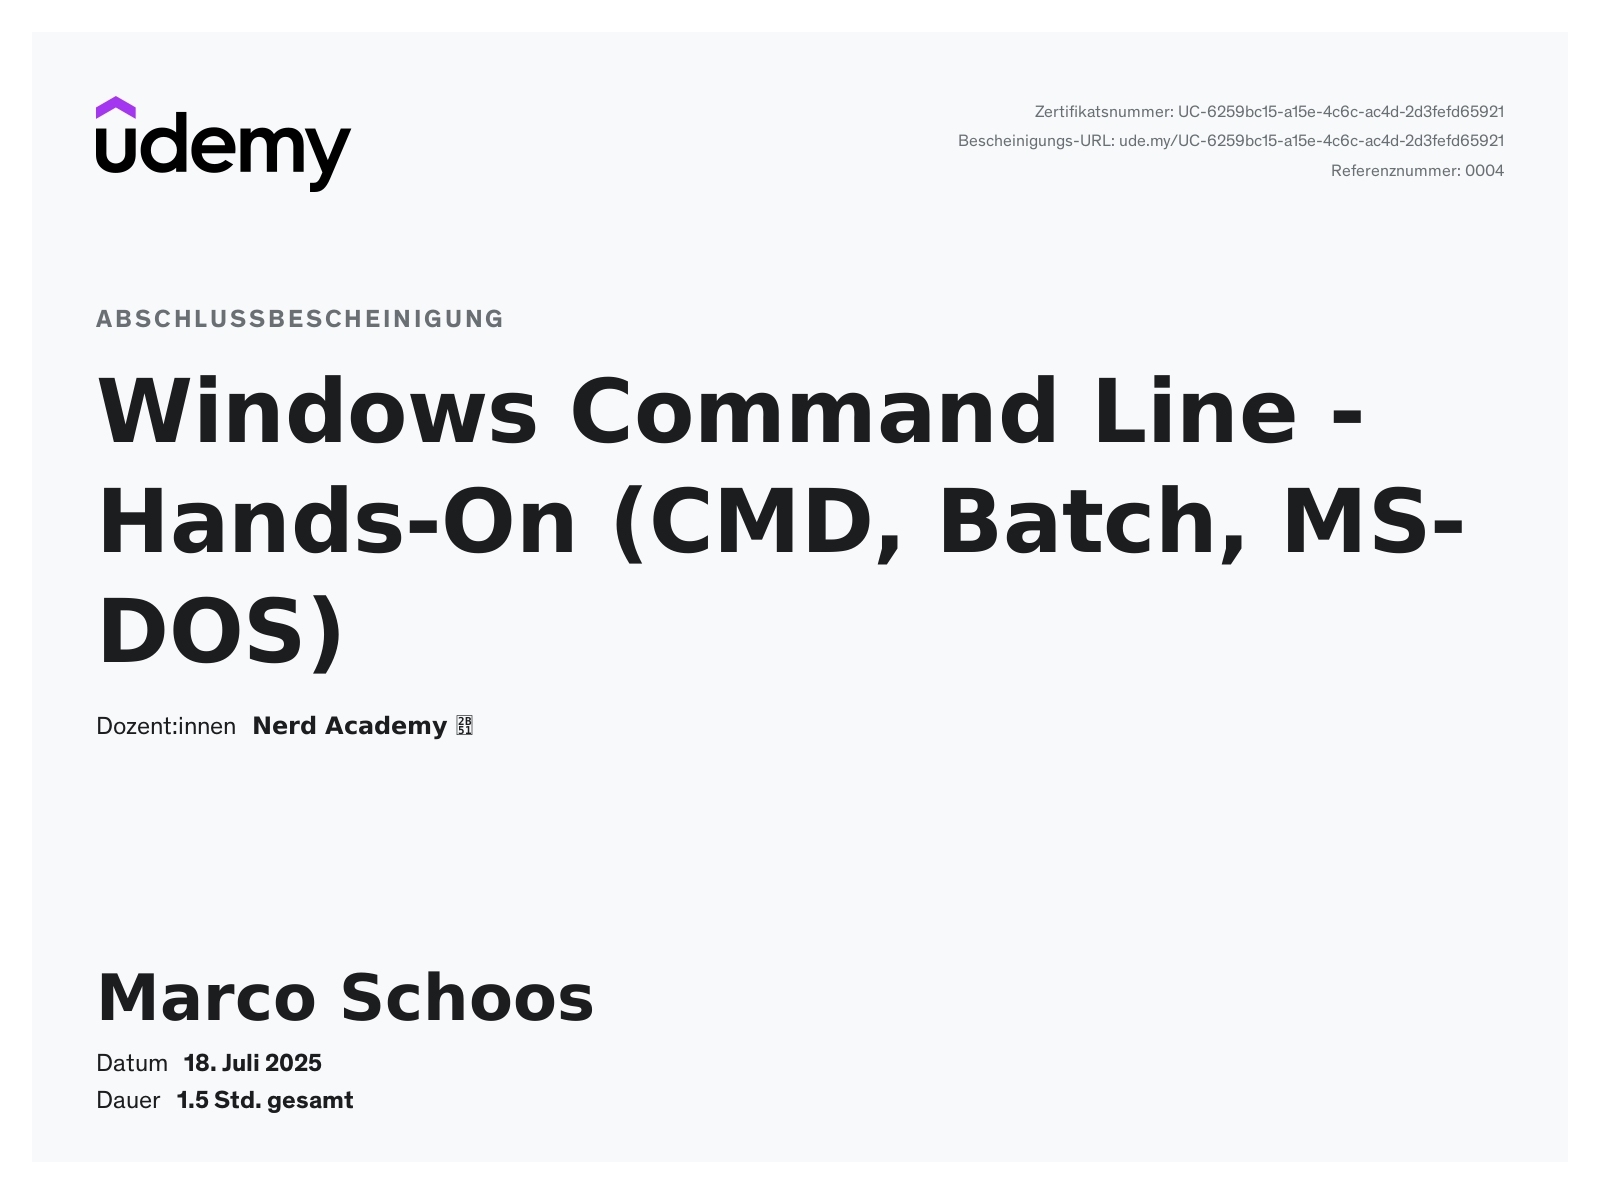 udemy
Zertifikatsnummer: UC-6259bc15-a15e-4c6c-ac4d-2d3fefd65921
Bescheinigungs-URL: ude.my/UC-6259bc15-a15e-4c6c-ac4d-2d3fefd65921
Referenznummer: 0004
ABSCHLUSSBESCHEINIGUNG
Windows Command Line -
Hands-On (CMD, Batch, MS-
DOS)
Dozent:innen Nerd Academy ⭑
Marco Schoos
Datum 18. Juli 2025
Dauer 1.5 Std. gesamt